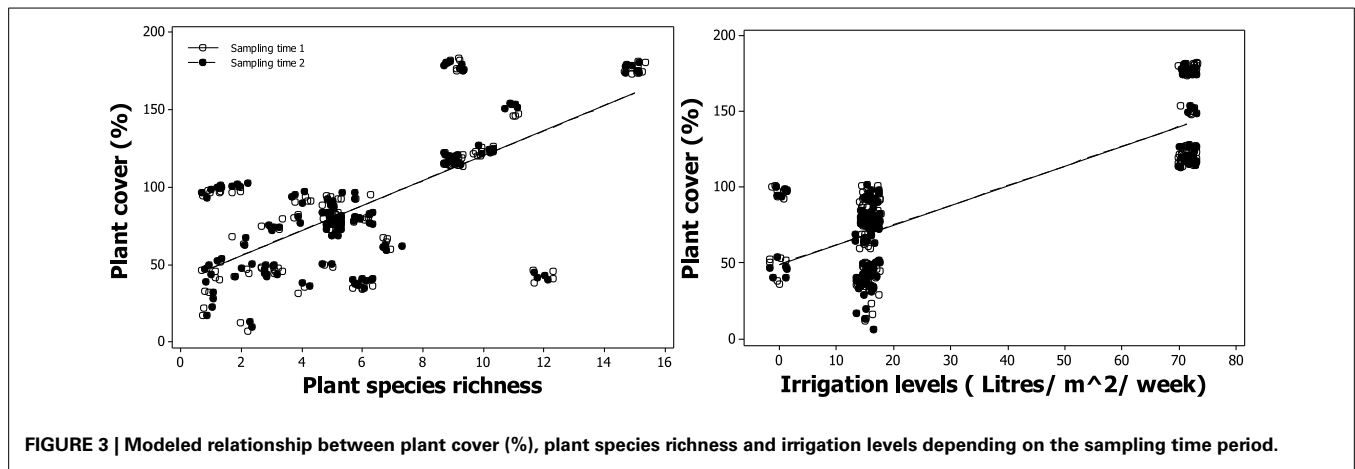 200
150
100
50
0
Plant cover (%)
Sampling time 1
Sampling time 2
0 2 4 6 8 10 12 14 16
Plant species richness
200
150
100
50
0
Plant cover (%)
0 10 20 30 40 50 60 70 80
Irrigation levels ( Litres/ m^2/ week)
FIGURE 3 | Modeled relationship between plant cover (%), plant species richness and irrigation levels depending on the sampling time period.